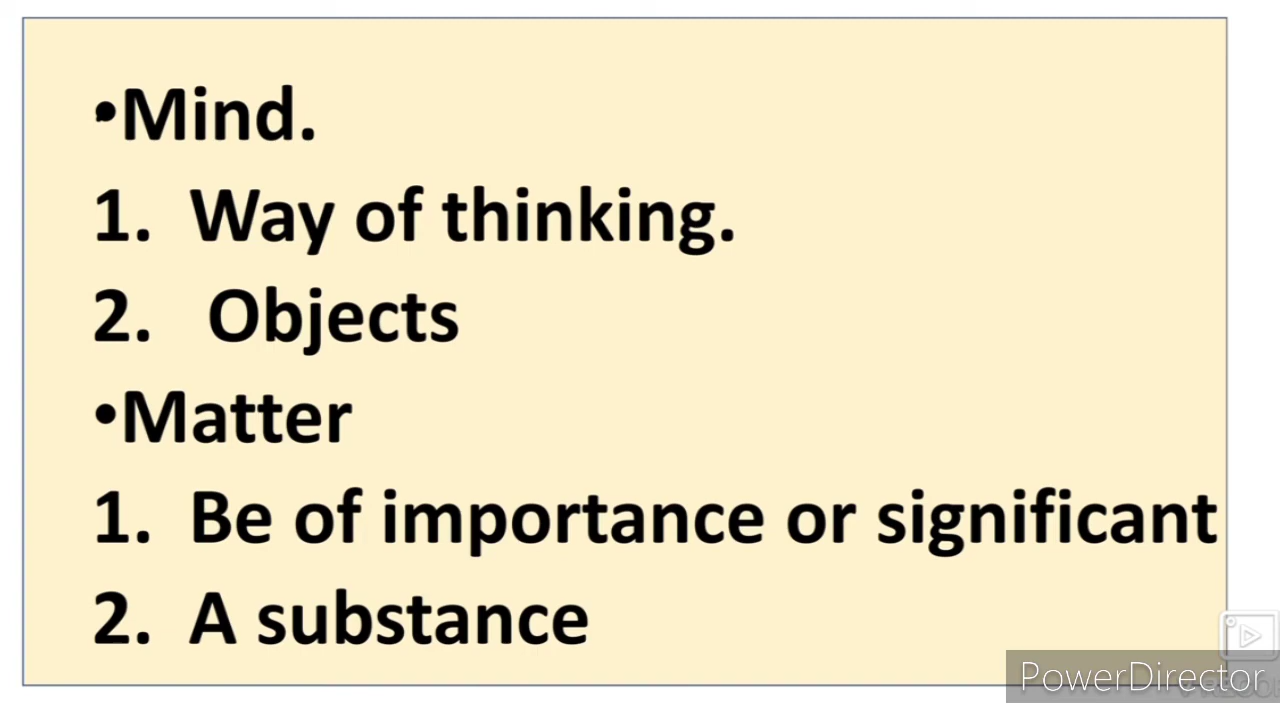 •Mind.
1. Way of thinking.
2. Objects
•Matter
1. Be of importance or significant
2. A substance
PowerDirector